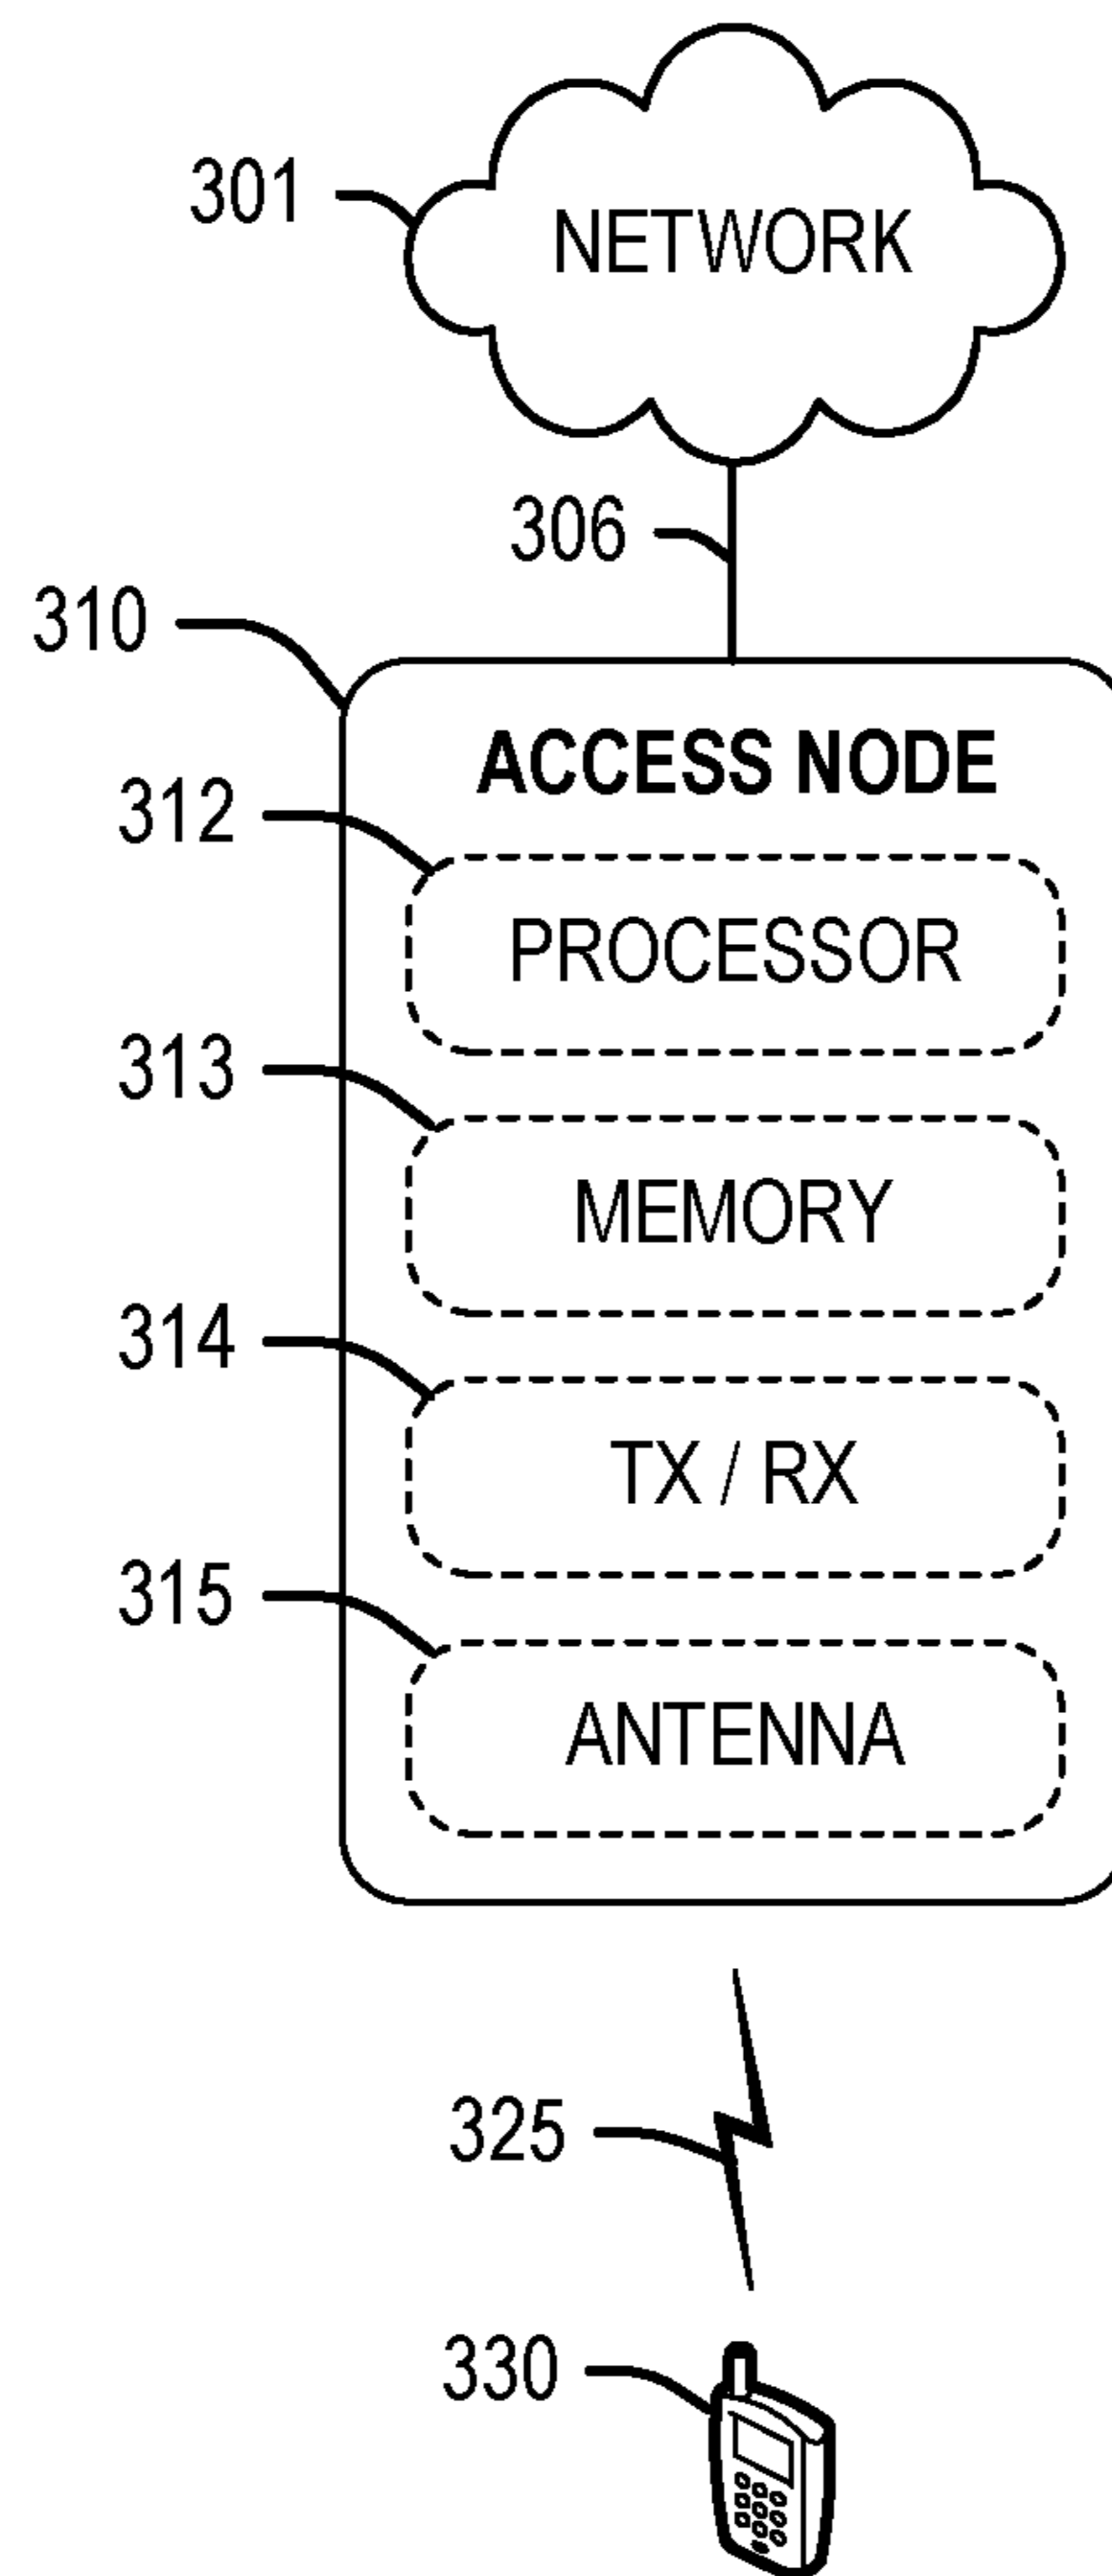 301
NETWORK
306
310
ACCESS NODE
312
PROCESSOR
313
MEMORY
314
TX / RX
315
ANTENNA
325
330